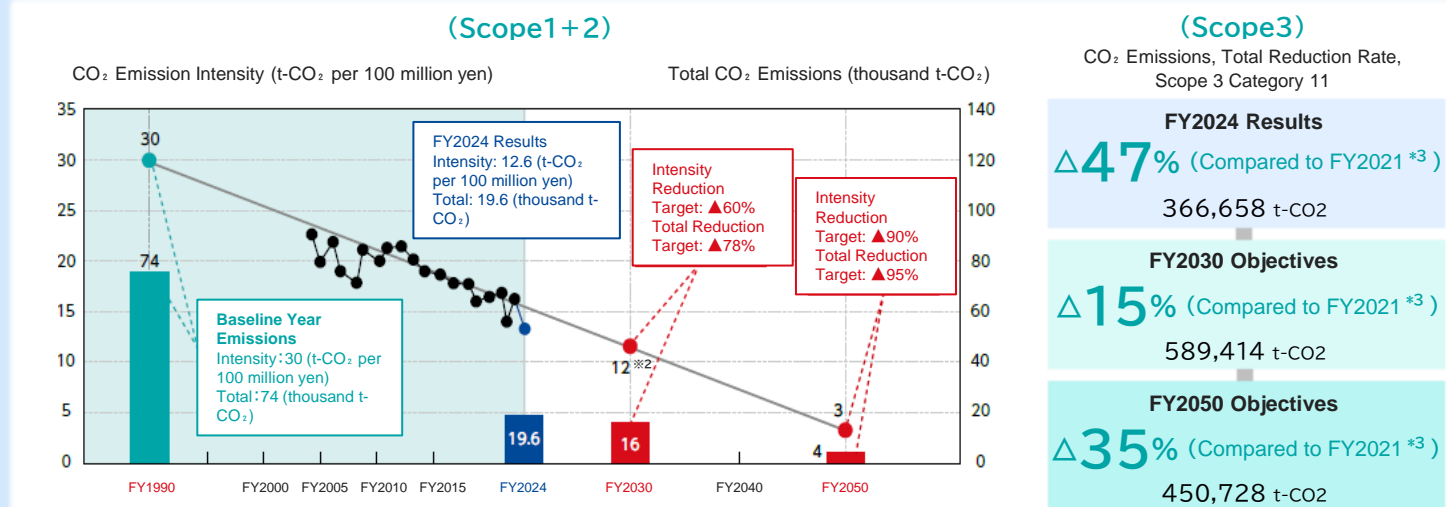 (Scope1+2)
CO₂ Emission Intensity (t-CO₂ per 100 million yen)
Total CO₂ Emissions (thousand t-CO₂)
35
30
25
20
15
10
5
0
140
120
100
80
60
40
20
0
30
74
Baseline Year
Emissions
Intensity:30 (t-CO₂ per
100 million yen)
Total:74 (thousand t-
CO₂)
FY2024 Results
Intensity: 12.6 (t-CO₂
per 100 million yen)
Total: 19.6 (thousand t-
CO₂)
Intensity
Reduction
Target: ▲60%
Total Reduction
Target: ▲78%
Intensity
Reduction
Target: ▲90%
Total Reduction
Target: ▲95%
12 ※2
3
19.6
16
4
FY1990
FY2000
FY2005
FY2010
FY2015
FY2024
FY2030
FY2040
FY2050
(Scope3)
CO₂ Emissions, Total Reduction Rate,
Scope 3 Category 11
FY2024 Results
△47% (Compared to FY2021 *3 )
366,658 t-CO2
FY2030 Objectives
△15% (Compared to FY2021 *3 )
589,414 t-CO2
FY2050 Objectives
△35% (Compared to FY2021 *3 )
450,728 t-CO2